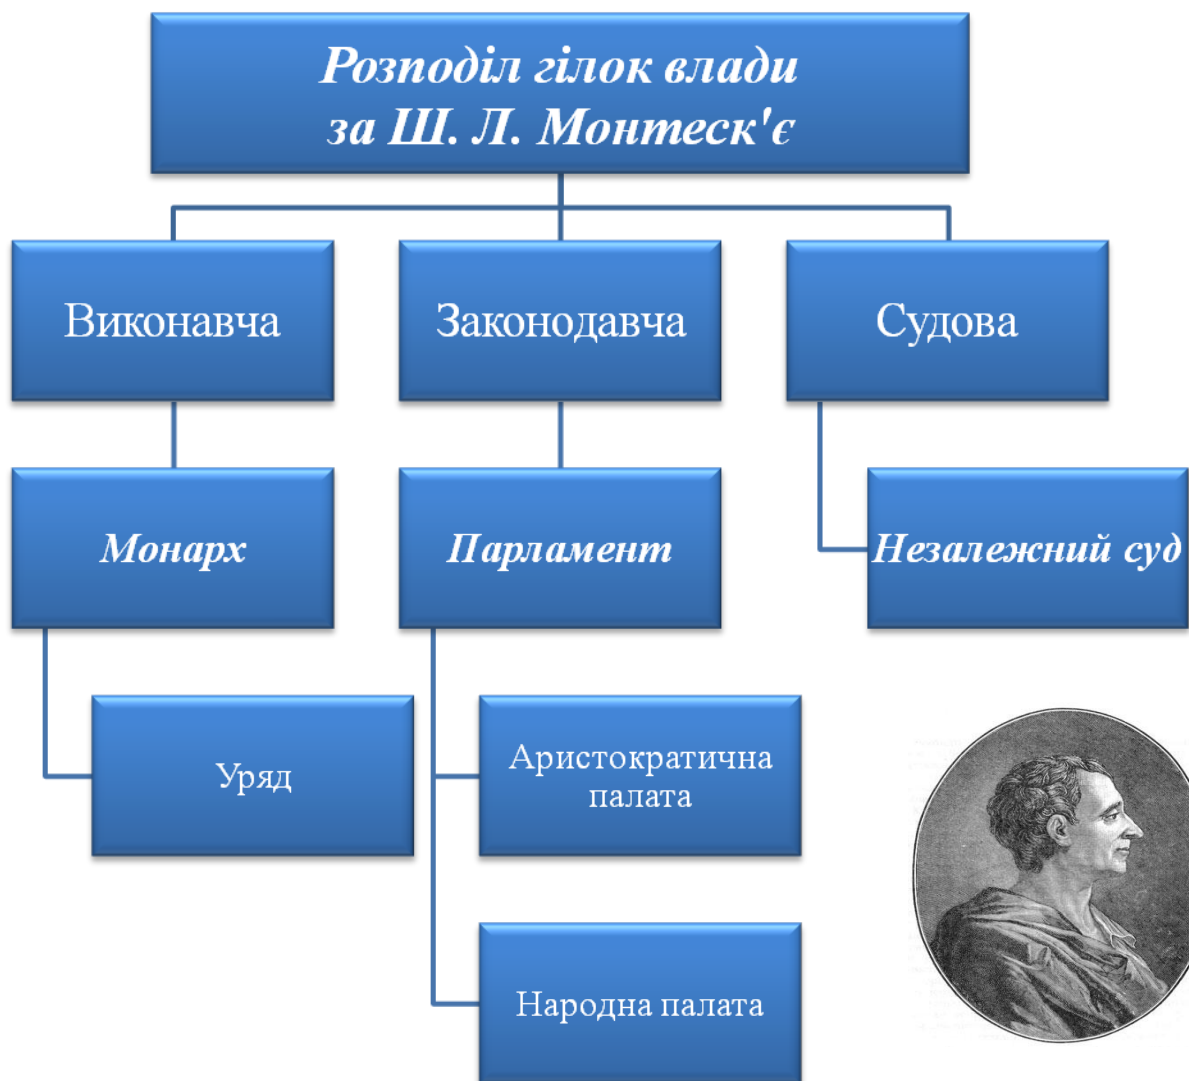 Розподіл гілок влади
за Ш. Л. Монтеск'є
Виконавча
Законодавча
Судова
Монарх
Парламент
Незалежний суд
Уряд
Аристократична
палата
Народна палата